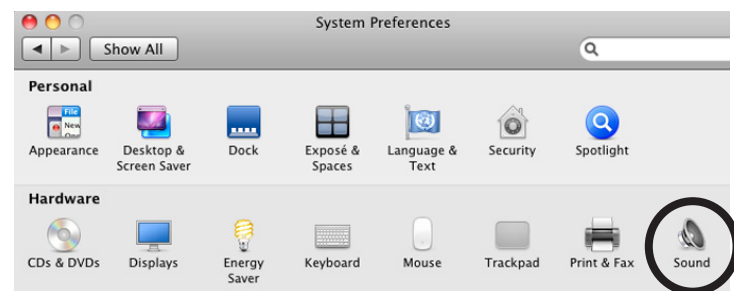 System Preferences
Show All
Personal
File
New
Appearance
Desktop &
Screen Saver
Dock
Exposé &
Spaces
Language &
Text
Security
Spotlight
Hardware
CDs & DVDs
Displays
Energy
Saver
Keyboard
Mouse
Trackpad
Print & Fax
Sound